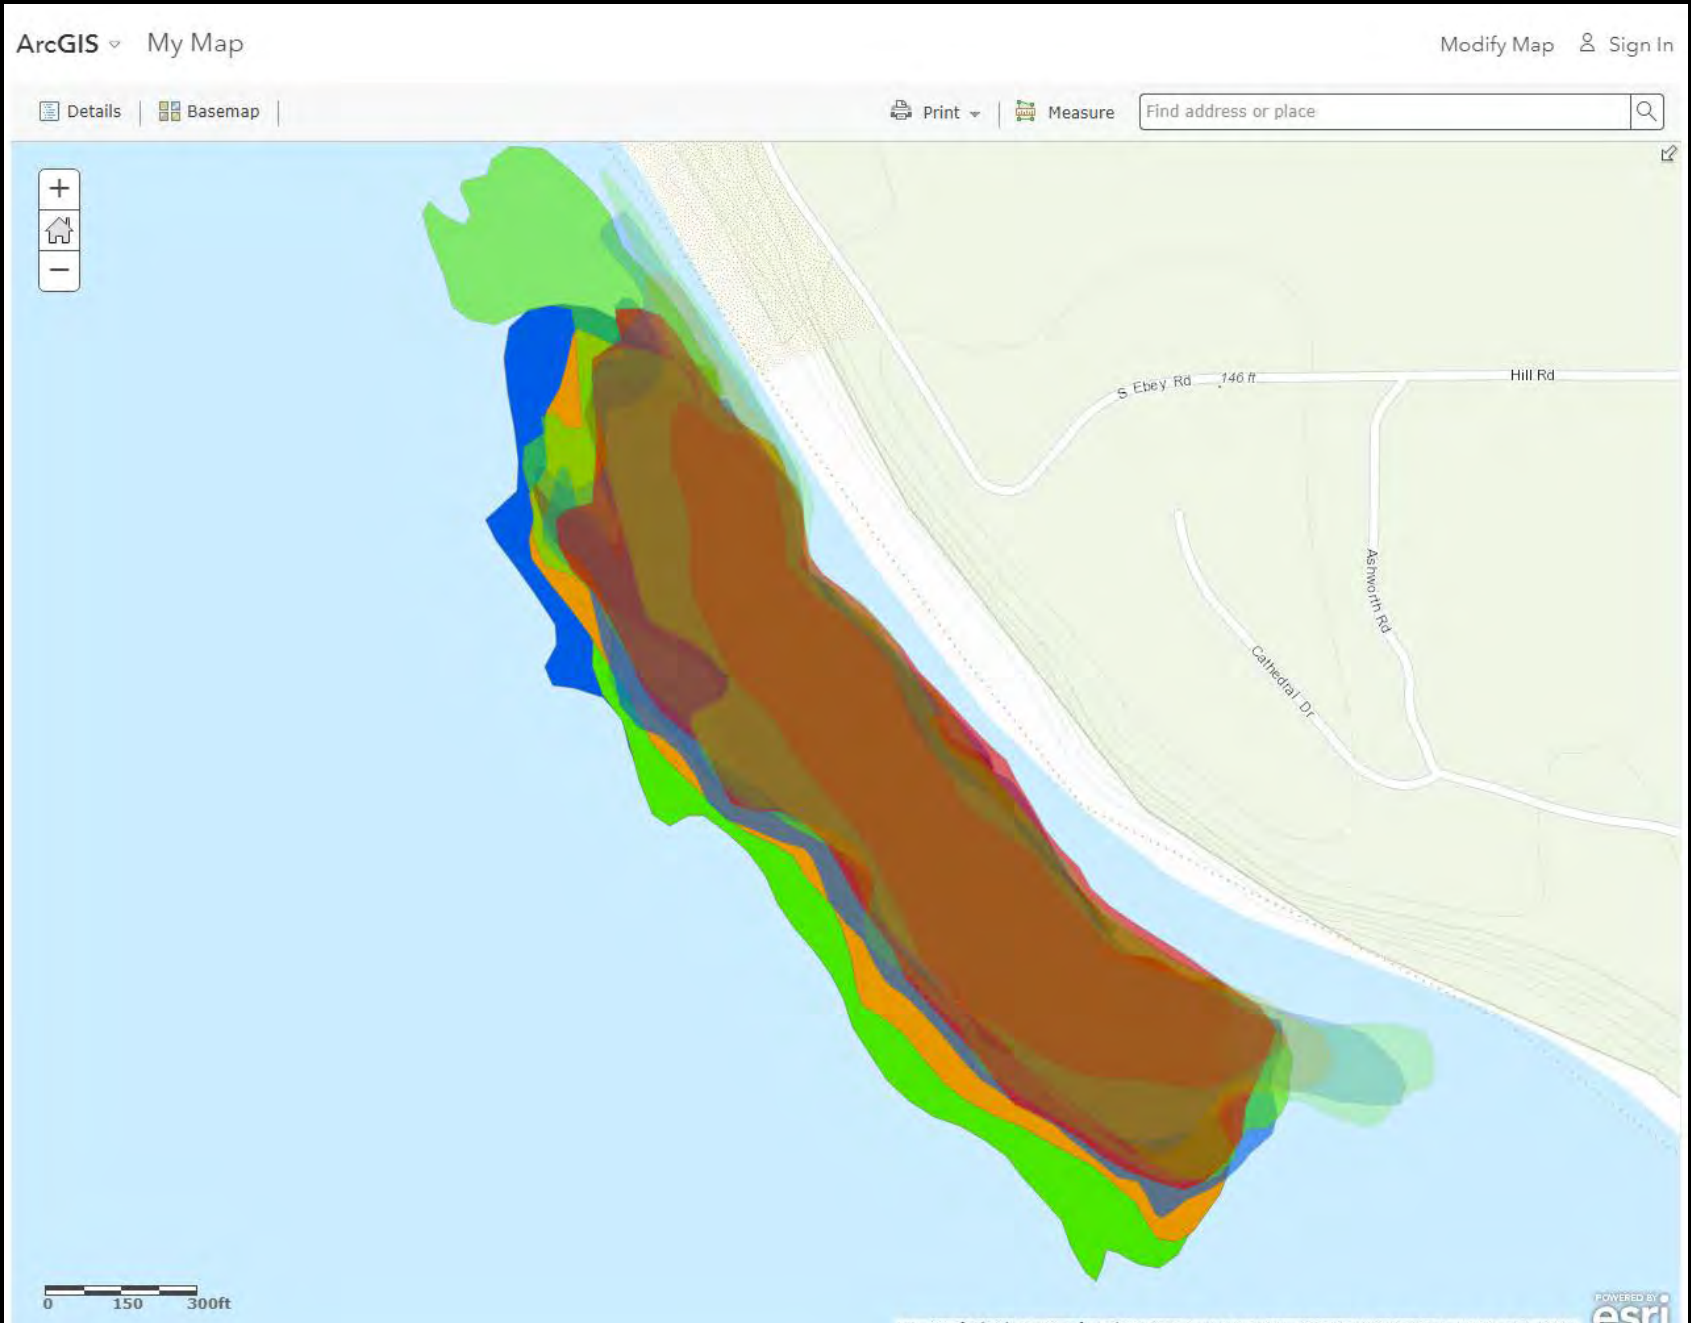 ArcGIS My Map
Modify Map Sign In
Details
Basemap
Print
Measure
Find address or place
S Ebey Rd
146 ft
Hill Rd
Ashworth Rd
Cathedral Dr
0 150 300ft
POWERED BY
esri